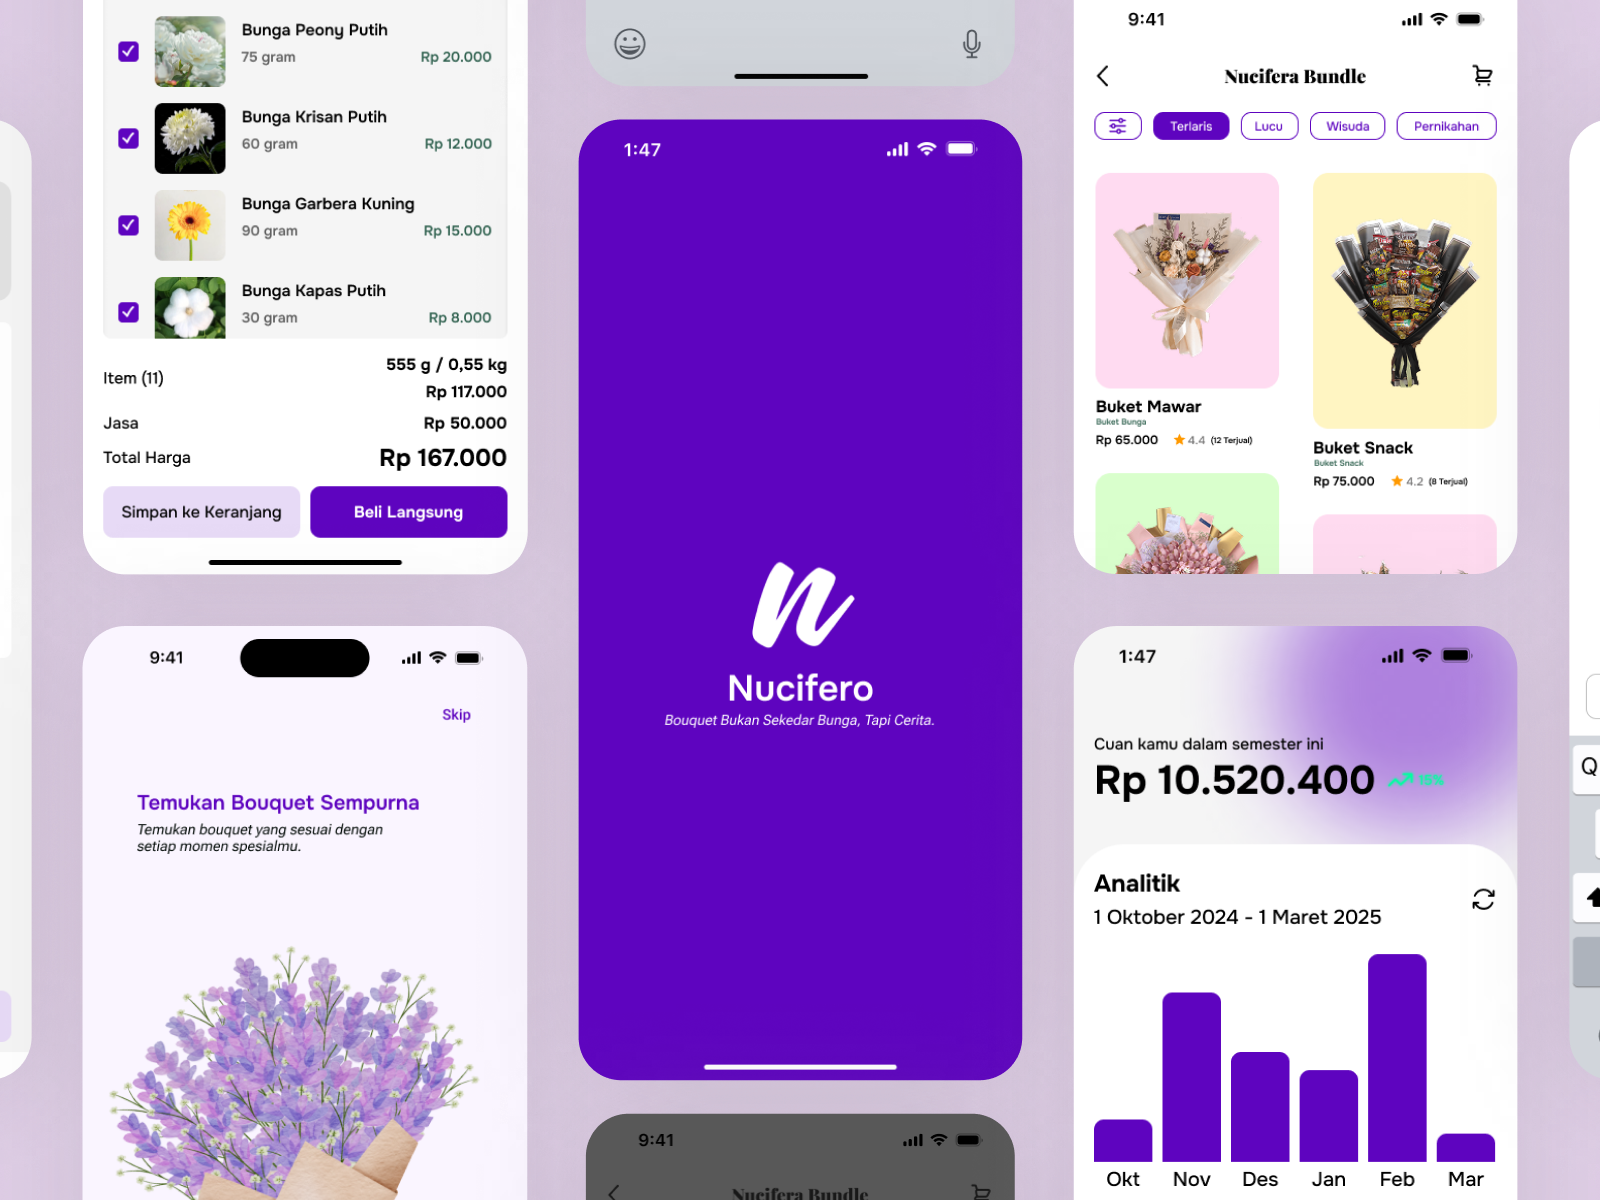 Bunga Peony Putih
75 gram
Rp 20.000
Bunga Krisan Putih
60 gram
Rp 12.000
Bunga Garbera Kuning
90 gram
Rp 15.000
Bunga Kapas Putih
30 gram
Rp 8.000
Item (11)
555 g / 0,55 kg
Rp 117.000
Jasa
Rp 50.000
Total Harga
Rp 167.000
Simpan ke Keranjang
Beli Langsung
9:41
Skip
Temukan Bouquet Sempurna
Temukan bouquet yang sesuai dengan
setiap momen spesialmu.
1:47
n
Nucifero
Bouquet Bukan Sekedar Bunga, Tapi Cerita.
9:41
Nucifera Bundle
9:41
Nucifera Bundle
Terlaris
Lucu
Wisuda
Pernikahan
Buket Mawar
Buket Bunga
Rp 65.000
4.4
(12 Terjual)
Buket Snack
Buket Snack
Rp 75.000
4.2
(8 Terjual)
1:47
Cuan kamu dalam semester ini
Rp 10.520.400
15%
Analitik
1 Oktober 2024 - 1 Maret 2025
Okt Nov Des Jan Feb Mar
Q